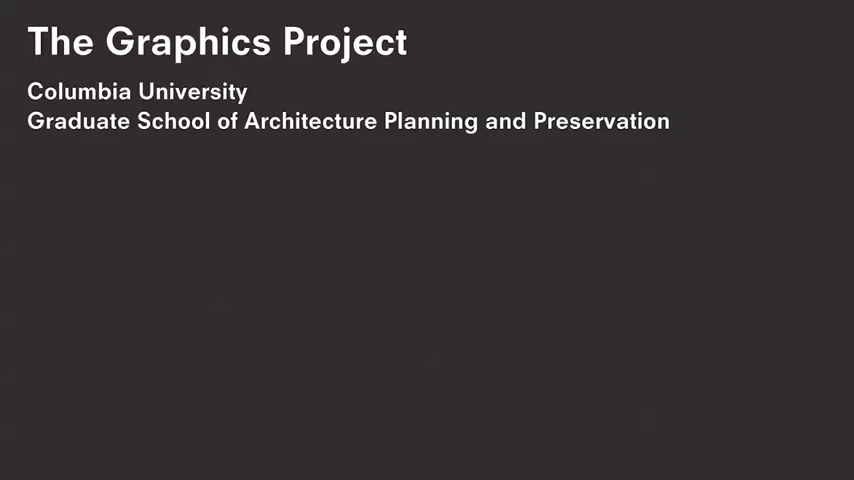 The Graphics Project
Columbia University
Graduate School of Architecture Planning and Preservation